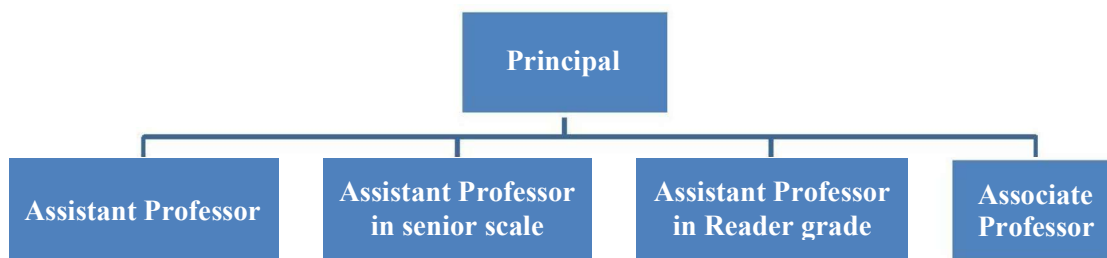 Principal
Assistant Professor
Assistant Professor
in senior scale
Assistant Professor
in Reader grade
Associate
Professor